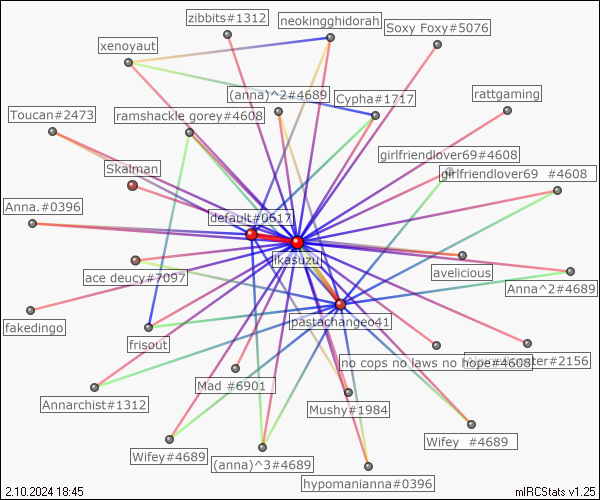 zibbits#1312
neokingghidorah
Soxy Foxy#5076
xenoyaut
(anna)^2#4689
rattgaming
Cypha#1717
Toucan#2473
ramshackle gorey#4608
girlfriendlover69#4608
Skalman
girlfriendlover69 #4608
Anna.#0396
default#0617
ikasuzu
avelicious
ace deucy#7097
Anna^2#4689
pastachangeo41
fakedingo
frisout
no cops no laws no hope#4608
#2156
Mad #6901
Annarchist#1312
Mushy#1984
Wifey #4689
Wifey#4689
(anna)^3#4689
hypomanianna#0396
2.10.2024 18:45
mIRCStats v1.25